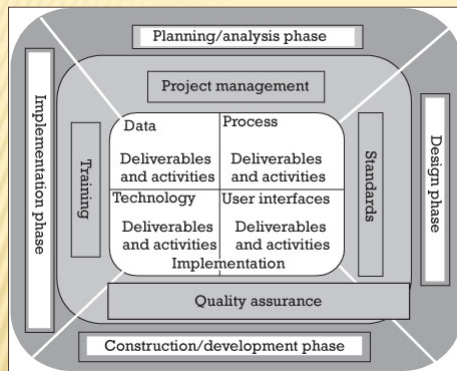 Planning/analysis phase
Project management
Implementation phase
Training
Data
Deliverables
and activities
Process
Deliverables
and activities
Technology
Deliverables
and activities
User interfaces
Deliverables
and activities
Implementation
Standards
Design phase
Quality assurance
Construction/development phase